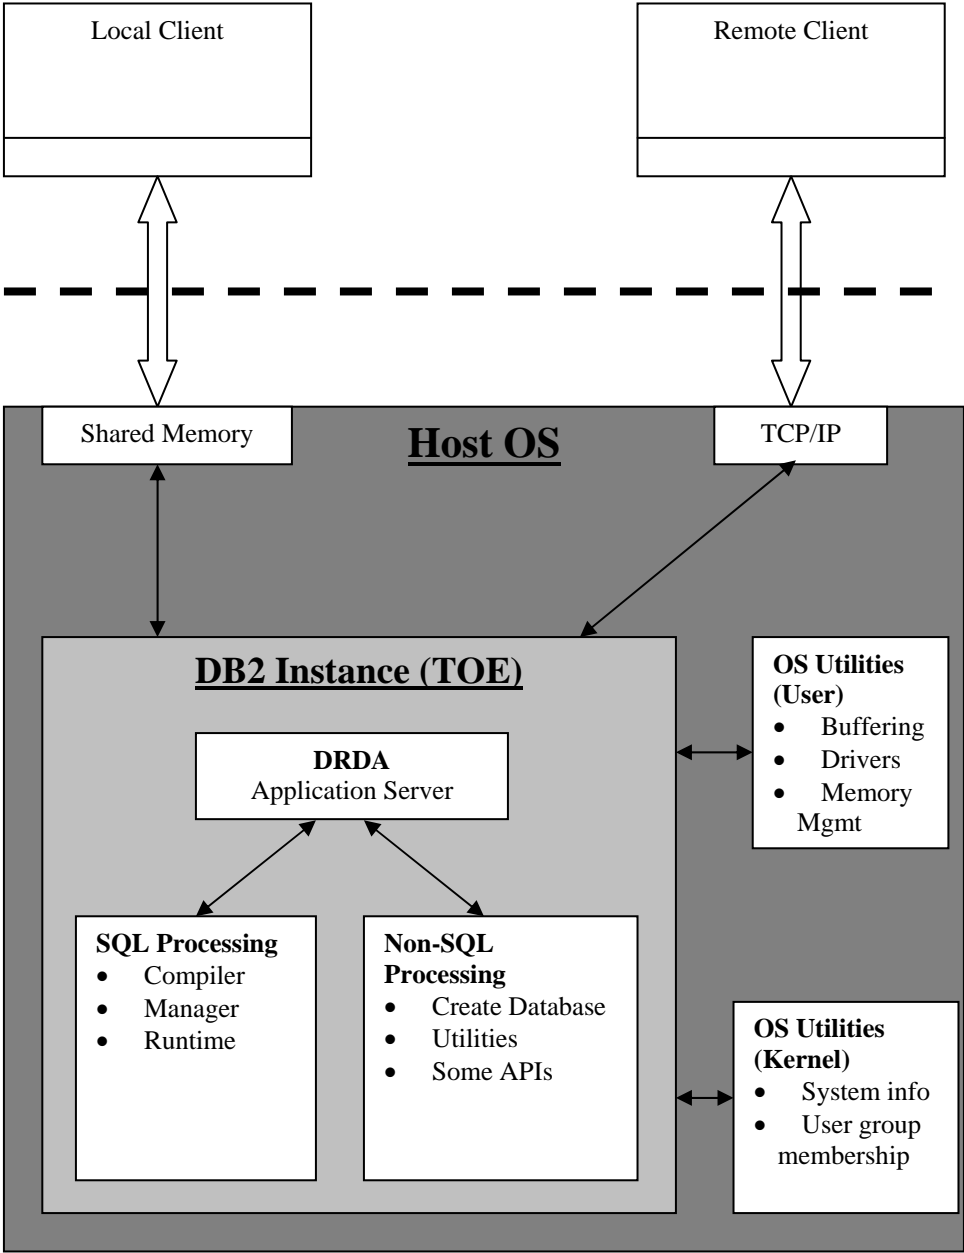 Local Client
Remote Client
Shared Memory
Host OS
TCP/IP
DB2 Instance (TOE)
DRDA
Application Server
SQL Processing
• Compiler
• Manager
• Runtime
Non-SQL
Processing
• Create Database
• Utilities
• Some APIs
OS Utilities
(User)
• Buffering
• Drivers
• Memory
Mgmt
OS Utilities
(Kernel)
• System info
• User group
membership